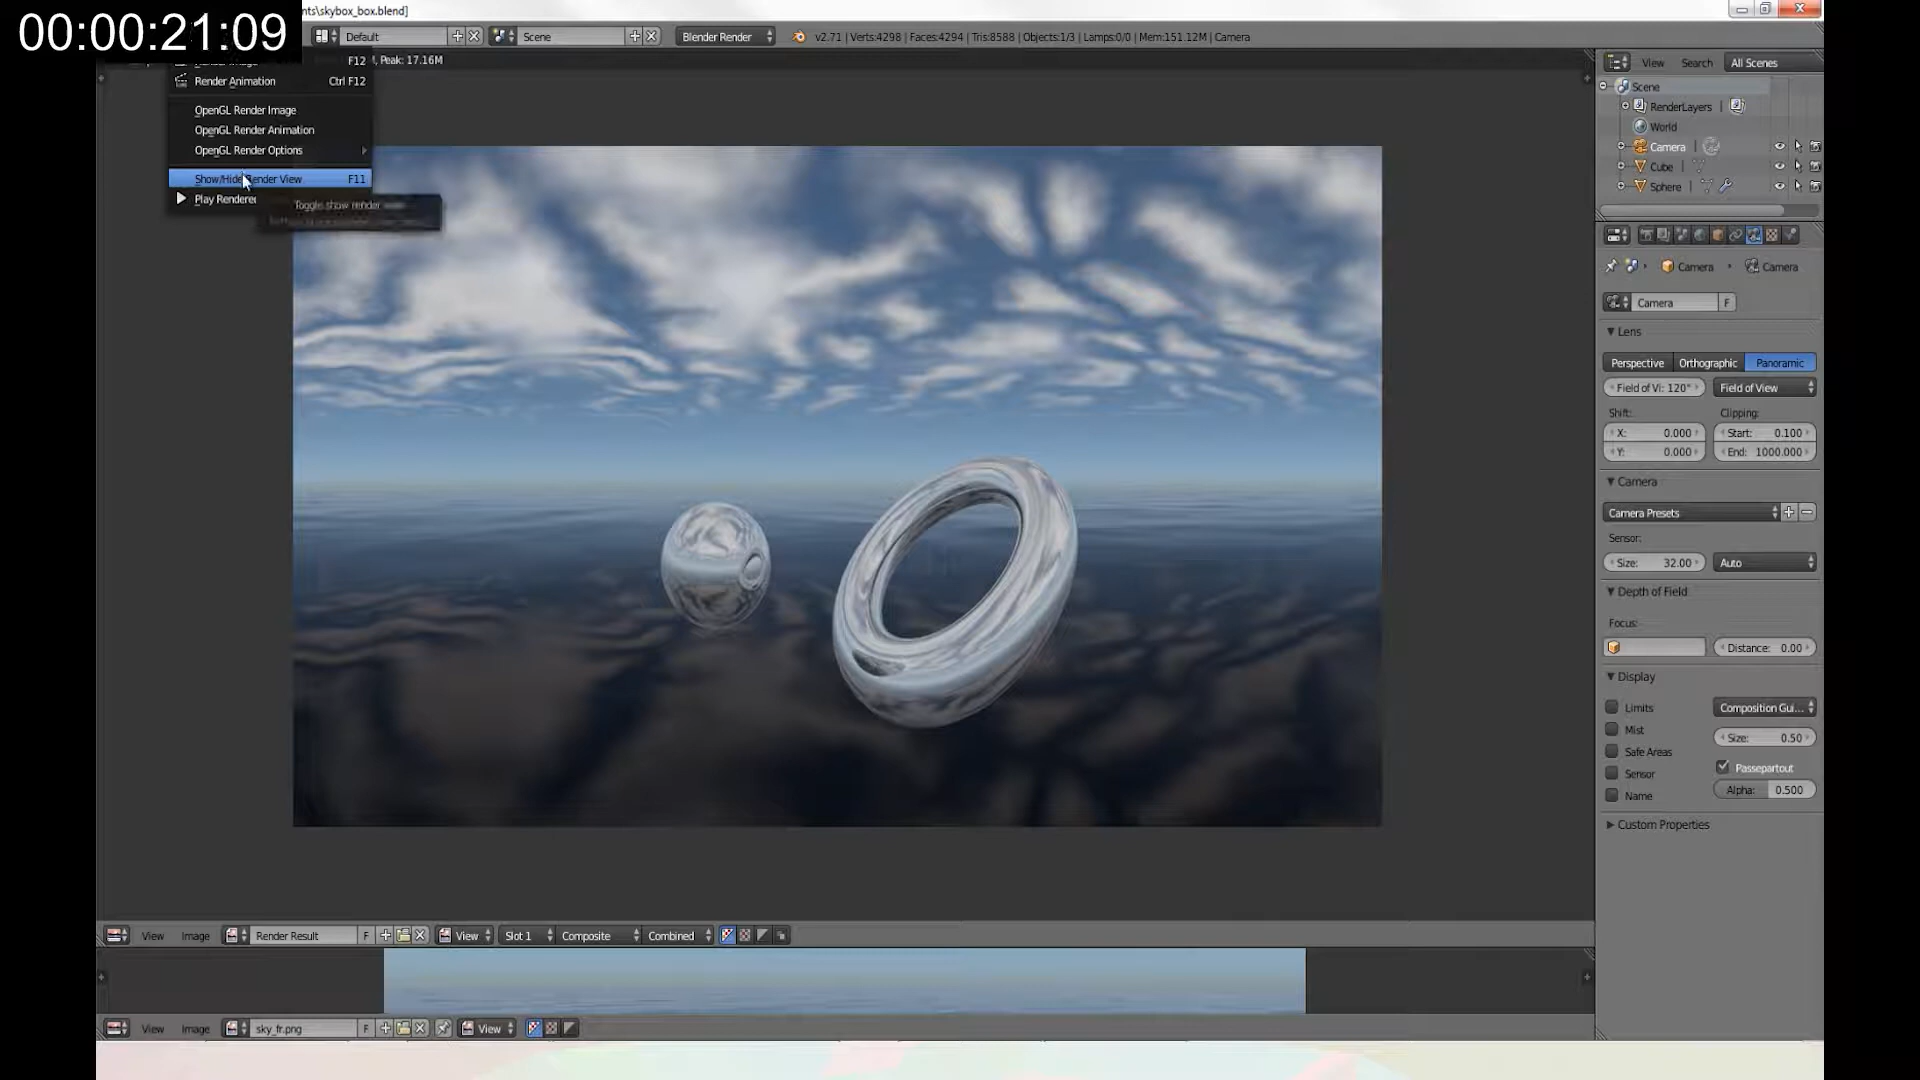 00:00:21:09
nts\skybox_box.blend]
Default
Scene
Blender Render
v2.71 | Verts:4298 | Faces:4294 | Tris:8588 | Objects:1/3 | Lamps:0/0 | Mem:151.12M | Camera
F12
, Peak: 17.16M
Render Animation Ctrl F12
OpenGL Render Image
OpenGL Render Animation
OpenGL Render Options
Show/Hide Render View F11
Play Rendered
Toggle show render
View Search All Scenes
Scene
RenderLayers
World
Camera
Cube
Sphere
Camera Camera
Camera F
Lens
Perspective Orthographic Panoramic
Field of Vi: 120° Field of View
Shift: Clipping:
X: 0.000 Start: 0.100
Y: 0.000 End: 1000.000
Camera
Camera Presets
Sensor:
Size: 32.00 Auto
Depth of Field
Focus:
Distance: 0.00
Display
Limits Composition Gui...
Mist
Size: 0.50
Safe Areas
Sensor Passepartout
Name Alpha: 0.500
Custom Properties
View Image Render Result F View Slot 1 Composite Combined
View Image sky_fr.png F View